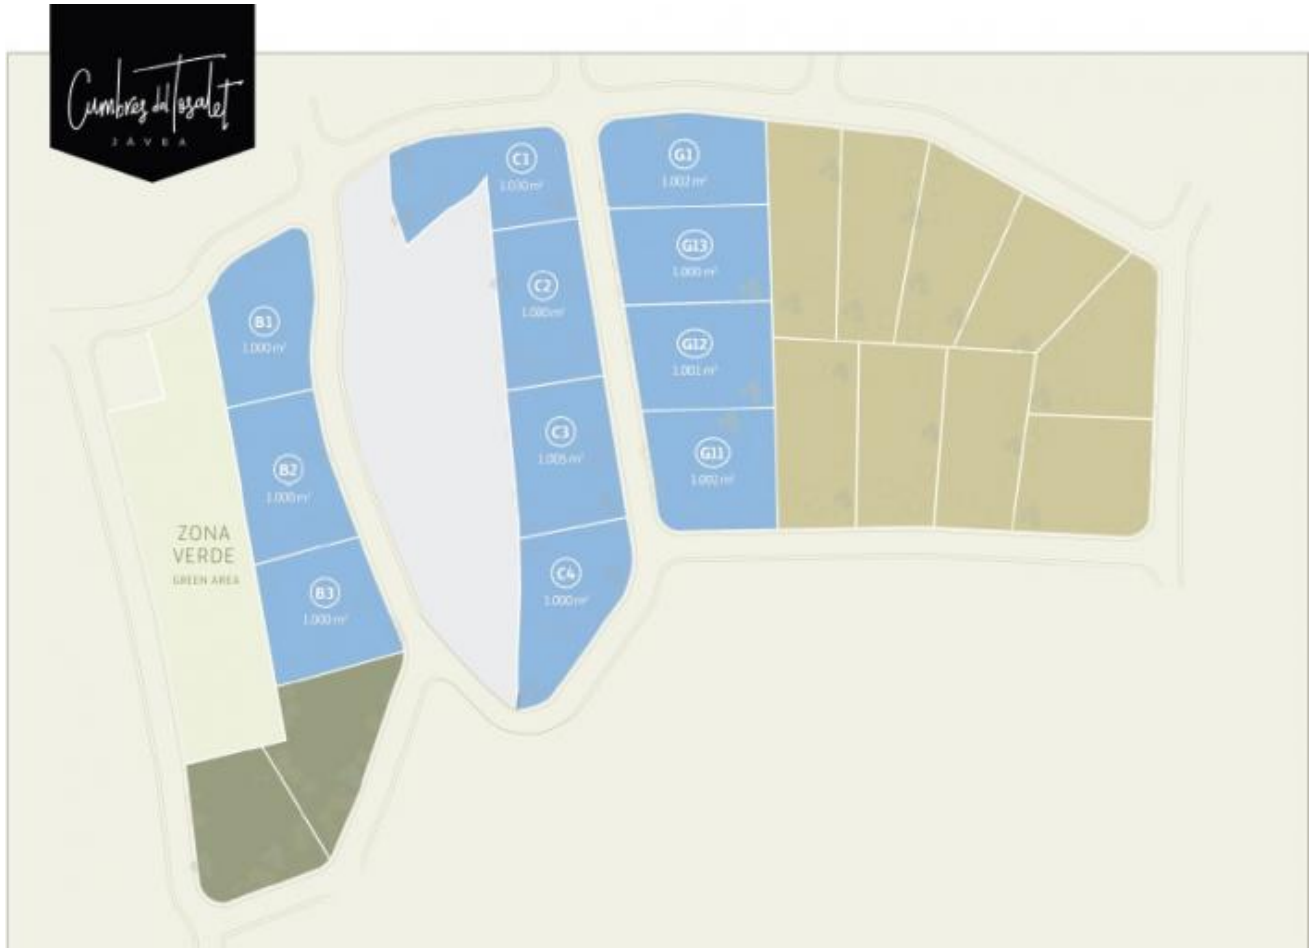 Cumbres del Tosalet
JÁVEA
C1
1.030 m²
G1
1.002 m²
G13
1.000 m²
C2
1.000 m²
B1
1.000 m²
G12
1.001 m²
C3
1.005 m²
G11
1.002 m²
B2
1.000 m²
ZONA
VERDE
GREEN AREA
C4
1.000 m²
B3
1.000 m²